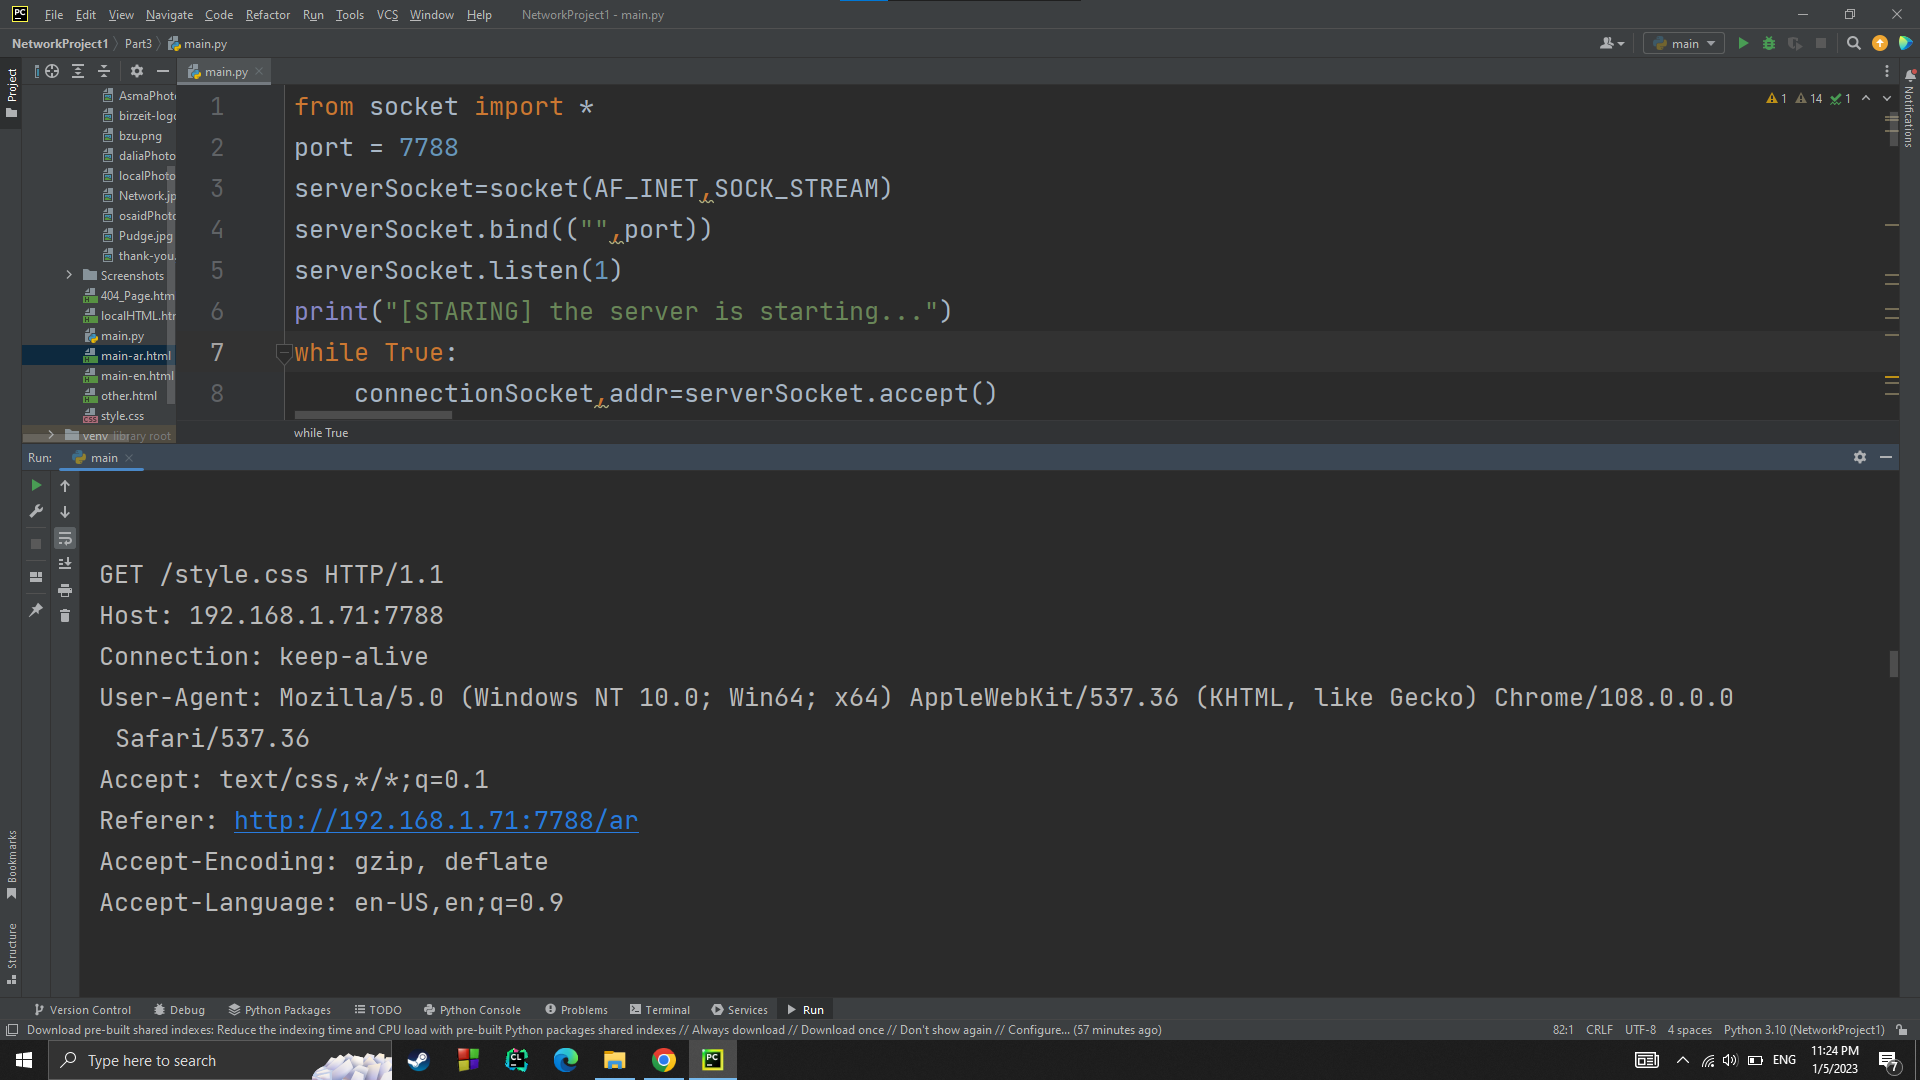 PC File Edit View Navigate Code Refactor Run Tools VCS Window Help NetworkProject1 - main.py
NetworkProject1 Part3 main.py
main
Project
main.py
AsmaPhoto
birzeit-logo
bzu.png
daliaPhoto
localPhoto
Network.jp
osaidPhoto
Pudge.jpg
thank-you.
Screenshots
404_Page.htm
localHTML.htm
main.py
main-ar.html
main-en.html
other.html
style.css
venv library root
1 from socket import *
2 port = 7788
3 serverSocket=socket(AF_INET,SOCK_STREAM)
4 serverSocket.bind(("",port))
5 serverSocket.listen(1)
6 print("[STARING] the server is starting...")
7 while True:
8 connectionSocket,addr=serverSocket.accept()
1 14 1
Notifications
while True
Run: main
GET /style.css HTTP/1.1
Host: 192.168.1.71:7788
Connection: keep-alive
User-Agent: Mozilla/5.0 (Windows NT 10.0; Win64; x64) AppleWebKit/537.36 (KHTML, like Gecko) Chrome/108.0.0.0
Safari/537.36
Accept: text/css,*/*;q=0.1
Referer: http://192.168.1.71:7788/ar
Accept-Encoding: gzip, deflate
Accept-Language: en-US,en;q=0.9
Bookmarks
Structure
Version Control Debug Python Packages TODO Python Console Problems Terminal Services Run
Download pre-built shared indexes: Reduce the indexing time and CPU load with pre-built Python packages shared indexes // Always download // Download once // Don't show again // Configure... (57 minutes ago) 82:1 CRLF UTF-8 4 spaces Python 3.10 (NetworkProject1)
Type here to search CL PC ENG 11:24 PM
1/5/2023 7